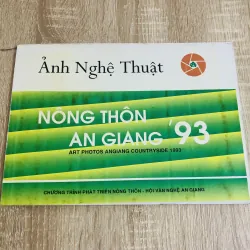 Ảnh Nghệ Thuật
NÔNG THÔN
AN GIANG '93
ART PHOTOS ANGIANG COUNTRYSIDE 1993
CHƯƠNG TRÌNH PHÁT TRIỂN NÔNG THÔN - HỘI VĂN NGHỆ AN GIANG